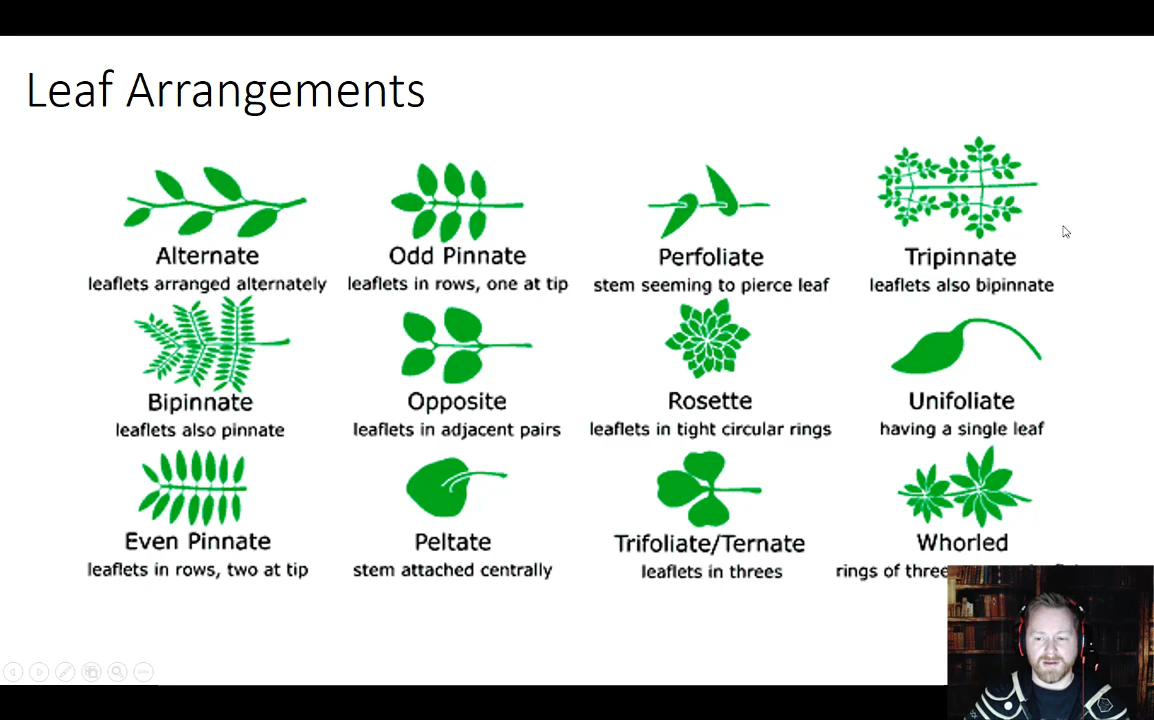 Leaf Arrangements
Alternate
leaflets arranged alternately
Odd Pinnate
leaflets in rows, one at tip
Perfoliate
stem seeming to pierce leaf
Tripinnate
leaflets also bipinnate
Bipinnate
leaflets also pinnate
Opposite
leaflets in adjacent pairs
Rosette
leaflets in tight circular rings
Unifoliate
having a single leaf
Even Pinnate
leaflets in rows, two at tip
Peltate
stem attached centrally
Trifoliate/Ternate
leaflets in threes
Whorled
rings of three